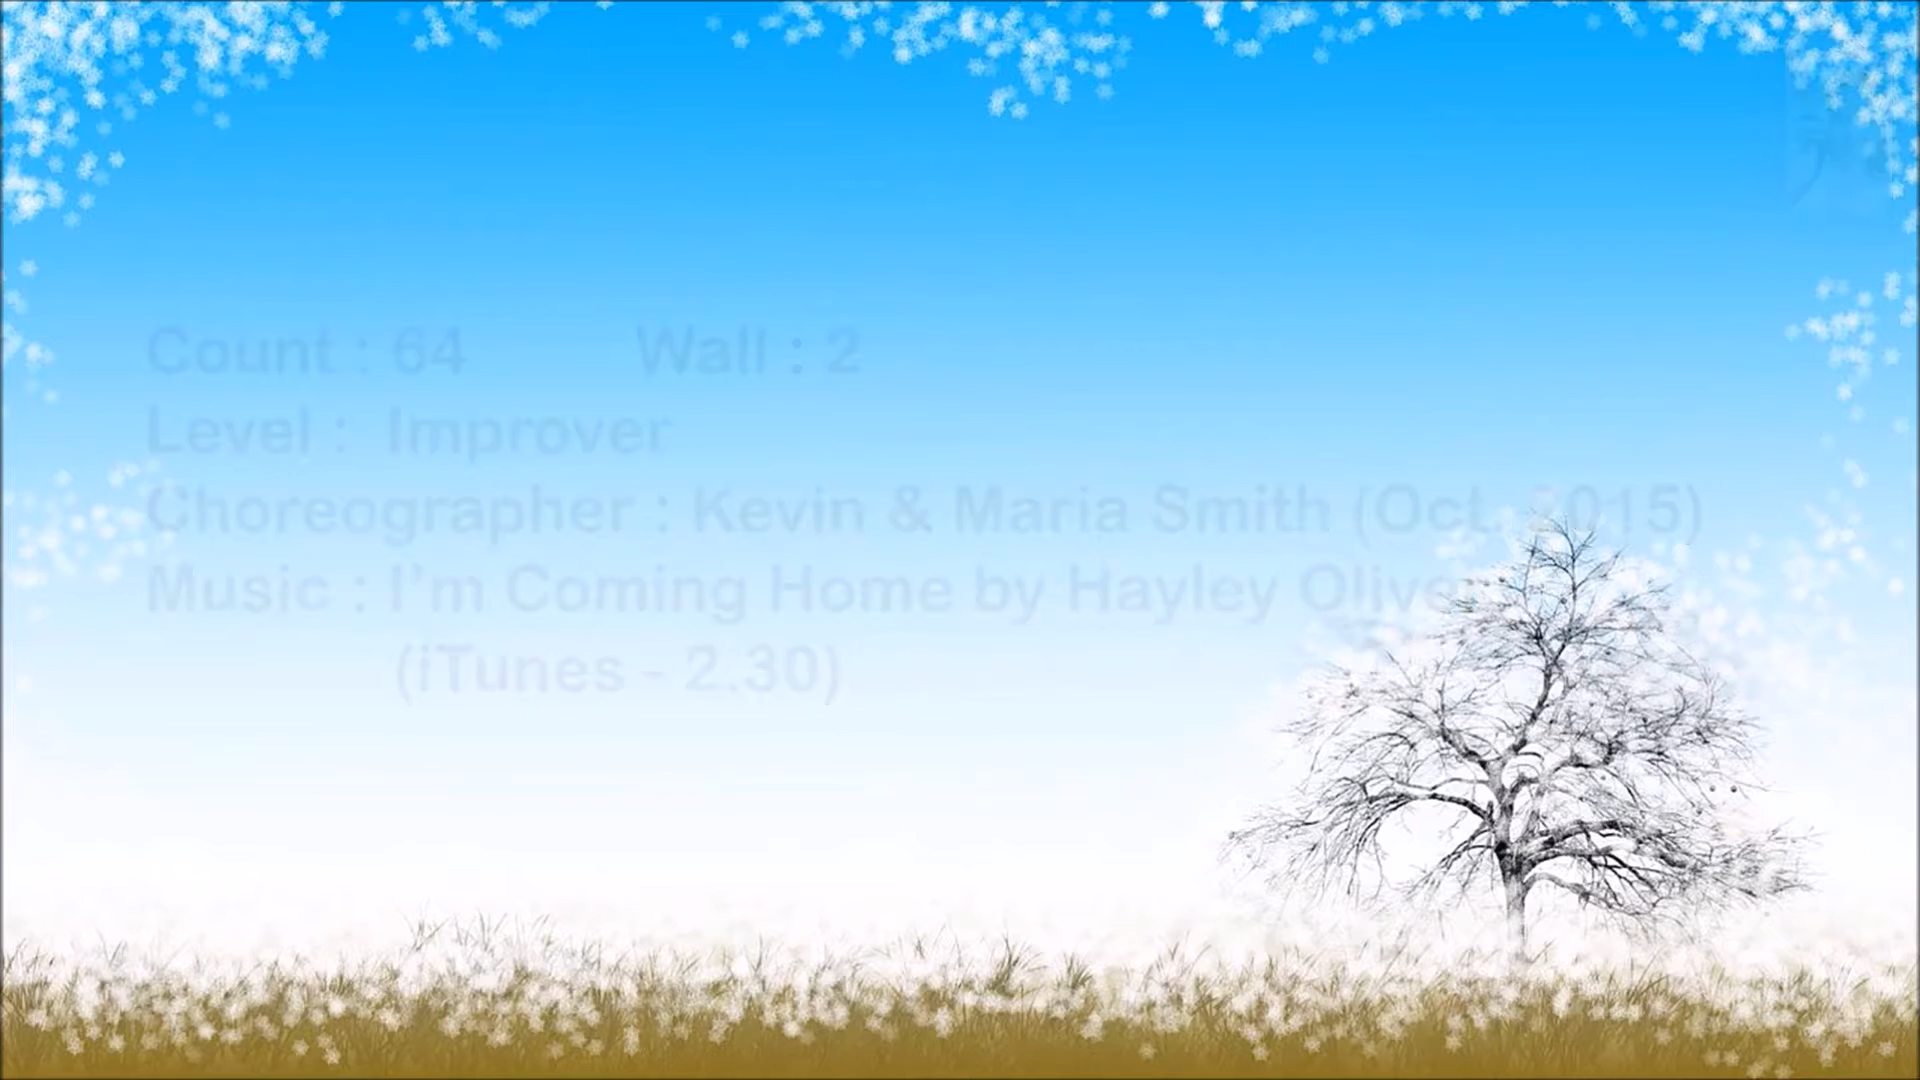 Count : 64 Wall : 2
Level : Improver
Choreographer : Kevin & Maria Smith (Oct. 2015)
Music : I'm Coming Home by Hayley
(iTunes - 2.30)